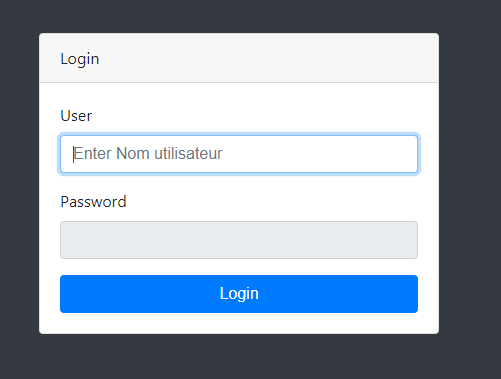 Login
User
Enter Nom utilisateur
Password
Login